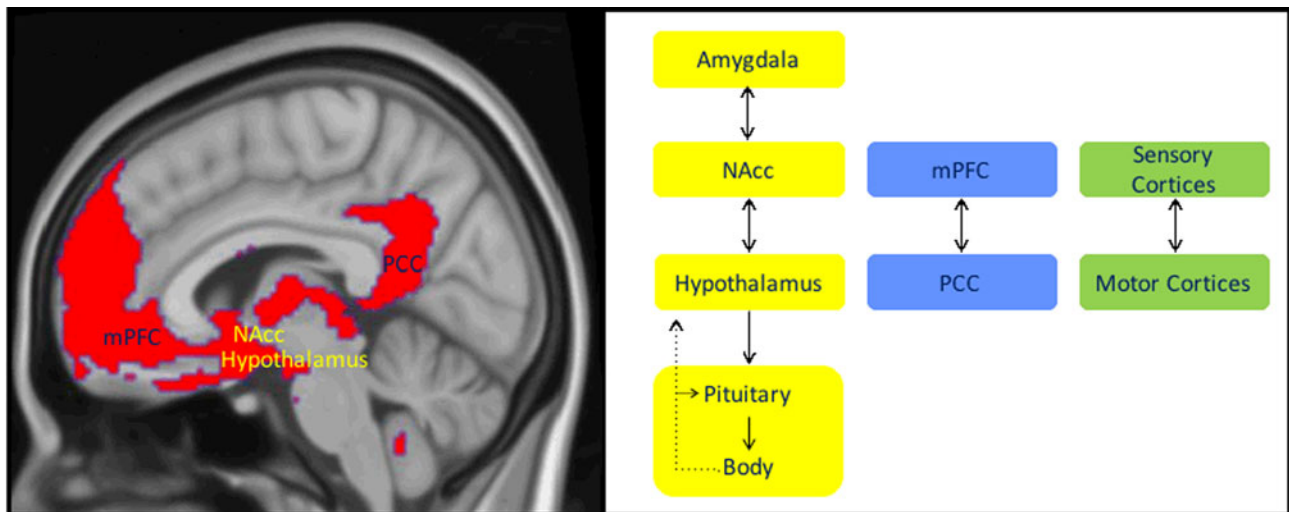 PCC
mPFC
NAcc
Hypothalamus
Amygdala
NAcc
mPFC
Sensory
Cortices
Hypothalamus
PCC
Motor Cortices
Pituitary
Body